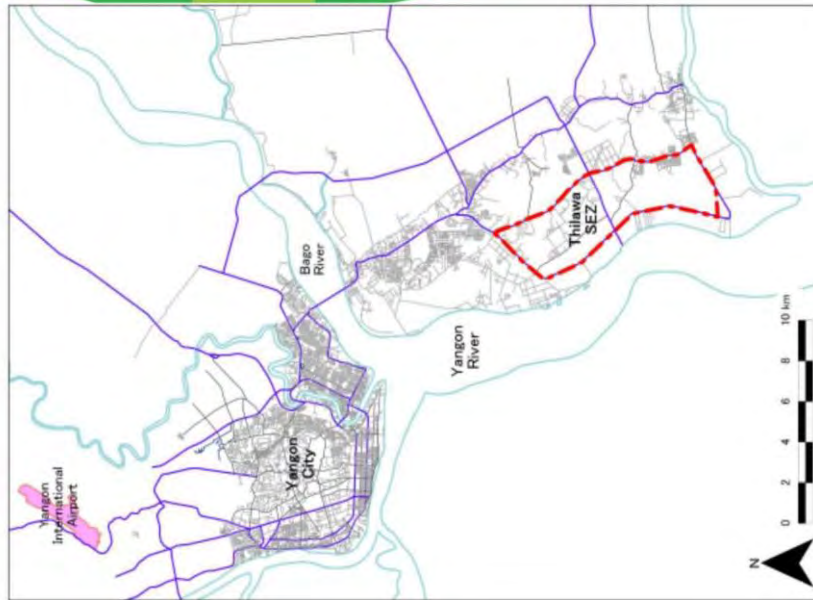 Yangon
International
Airport
Yangon
City
Bago
River
Yangon
River
Thilawa
SEZ
N
0 2 4 6 8 10 km